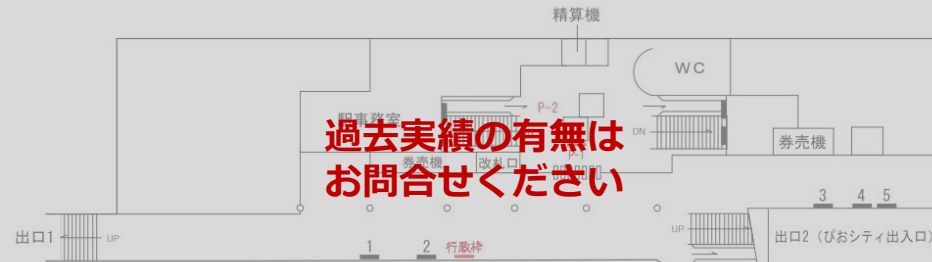 精算機
WC
P-2
駅事務室
過去実績の有無は
お問合せください
DN
券売機
改札口
P-1
券売機
3 4 5
出口1
UP
UP
出口2（ぴおシティ出入口）
1 2 行政枠